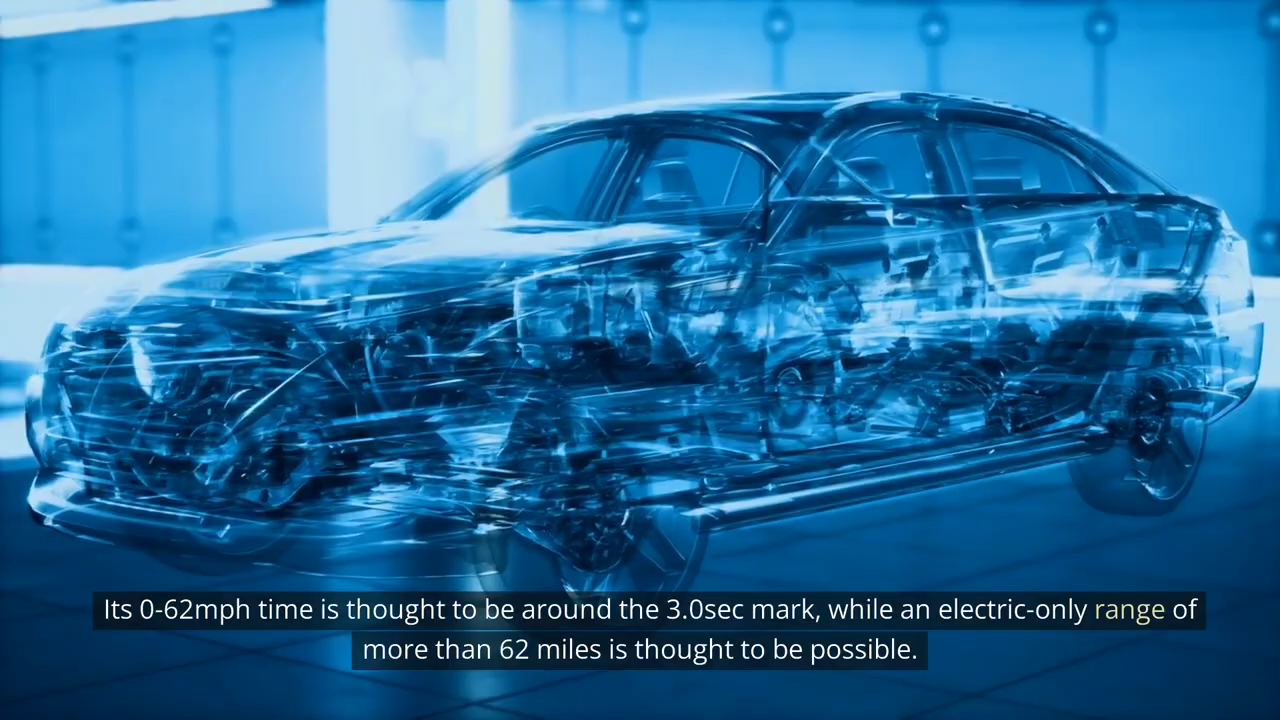 Its 0-62mph time is thought to be around the 3.0sec mark, while an electric-only range of
more than 62 miles is thought to be possible.